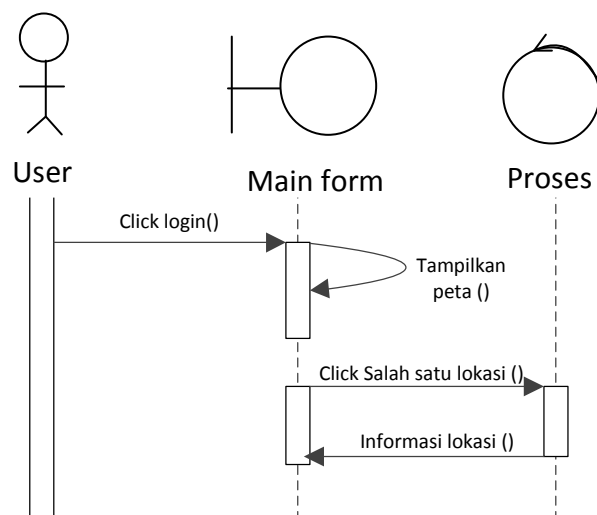 User
Main form
Proses
Click login()
Tampilkan
peta ()
Click Salah satu lokasi ()
Informasi lokasi ()